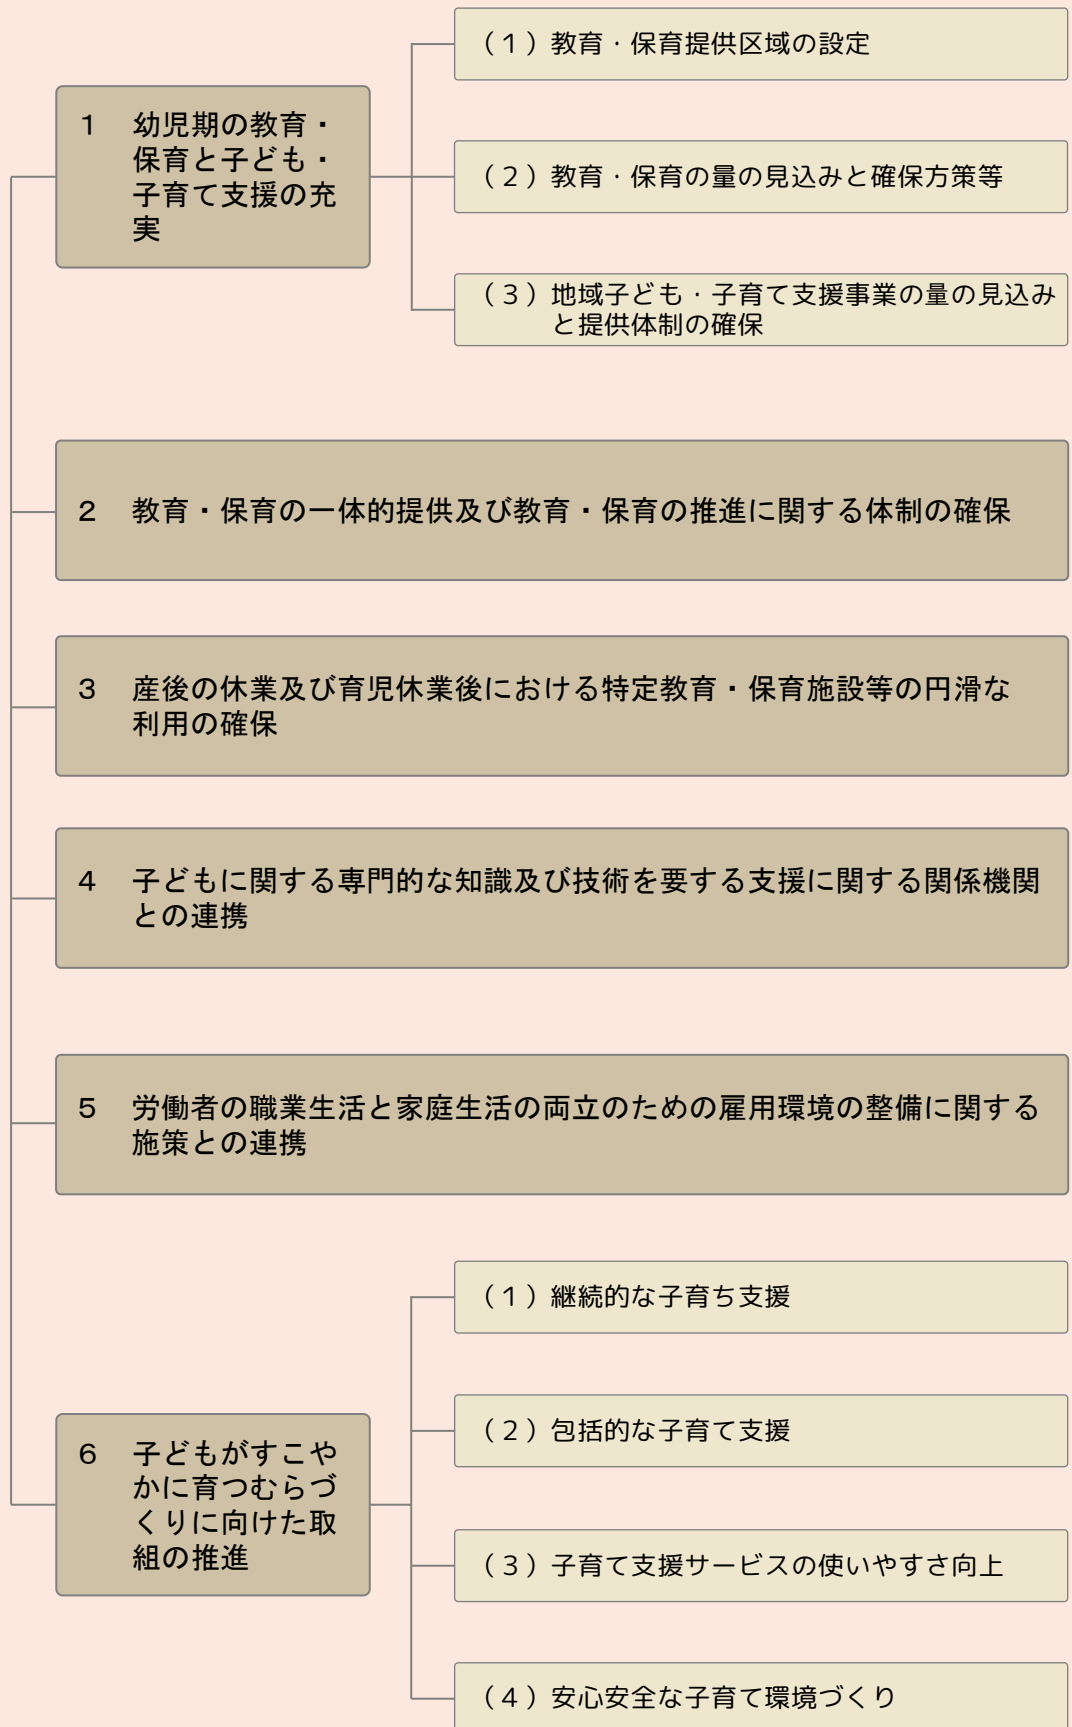 （１）教育・保育提供区域の設定
1 幼児期の教育・
保育と子ども・
子育て支援の充
実
（２）教育・保育の量の見込みと確保方策等
（３）地域子ども・子育て支援事業の量の見込み
と提供体制の確保
2 教育・保育の一体的提供及び教育・保育の推進に関する体制の確保
3 産後の休業及び育児休業後における特定教育・保育施設等の円滑な
利用の確保
4 子どもに関する専門的な知識及び技術を要する支援に関する関係機関
との連携
5 労働者の職業生活と家庭生活の両立のための雇用環境の整備に関する
施策との連携
（１）継続的な子育ち支援
（２）包括的な子育て支援
6 子どもがすこや
かに育つむらづ
くりに向けた取
組の推進
（３）子育て支援サービスの使いやすさ向上
（４）安心安全な子育て環境づくり